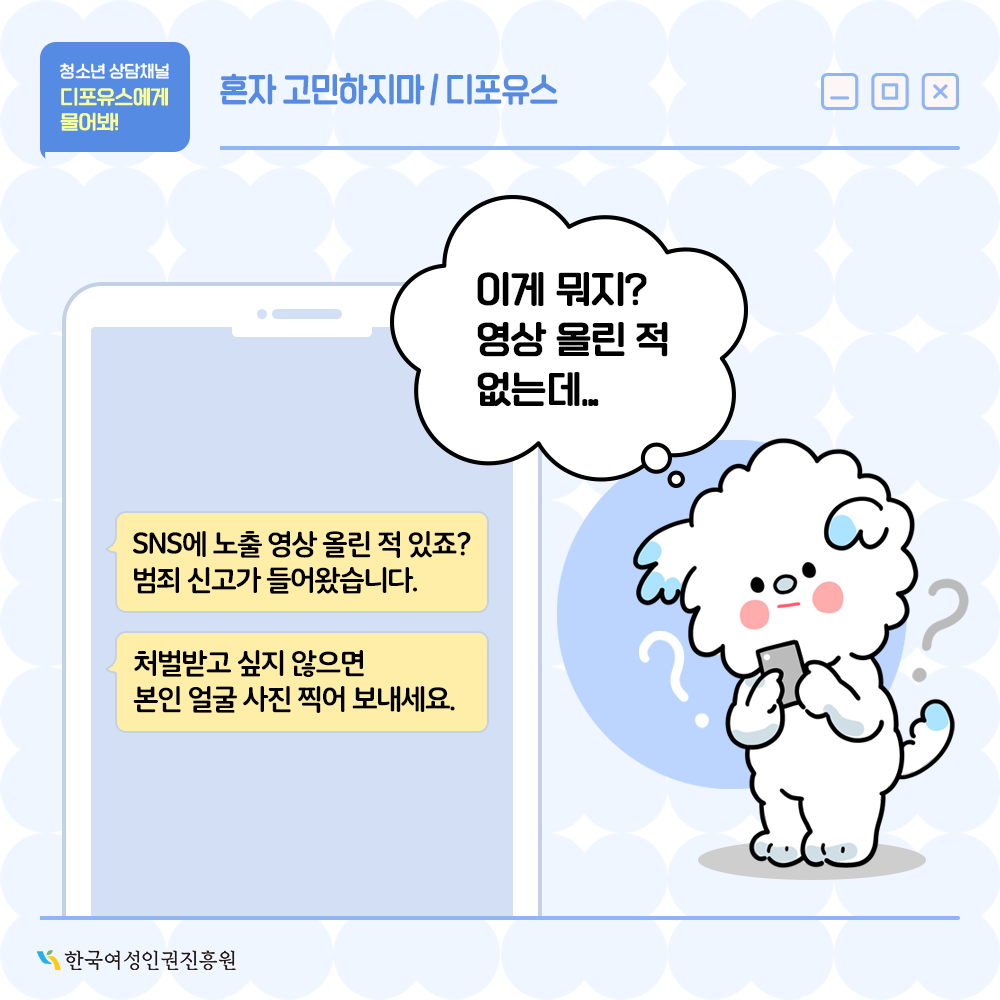 청소년 상담채널
디포유스에게
물어봐!
혼자 고민하지마 / 디포유스
이게 뭐지?
영상 올린 적
없는데...
SNS에 노출 영상 올린 적 있죠?
범죄 신고가 들어왔습니다.
처벌받고 싶지 않으면
본인 얼굴 사진 찍어 보내세요.
?
?
한국여성인권진흥원